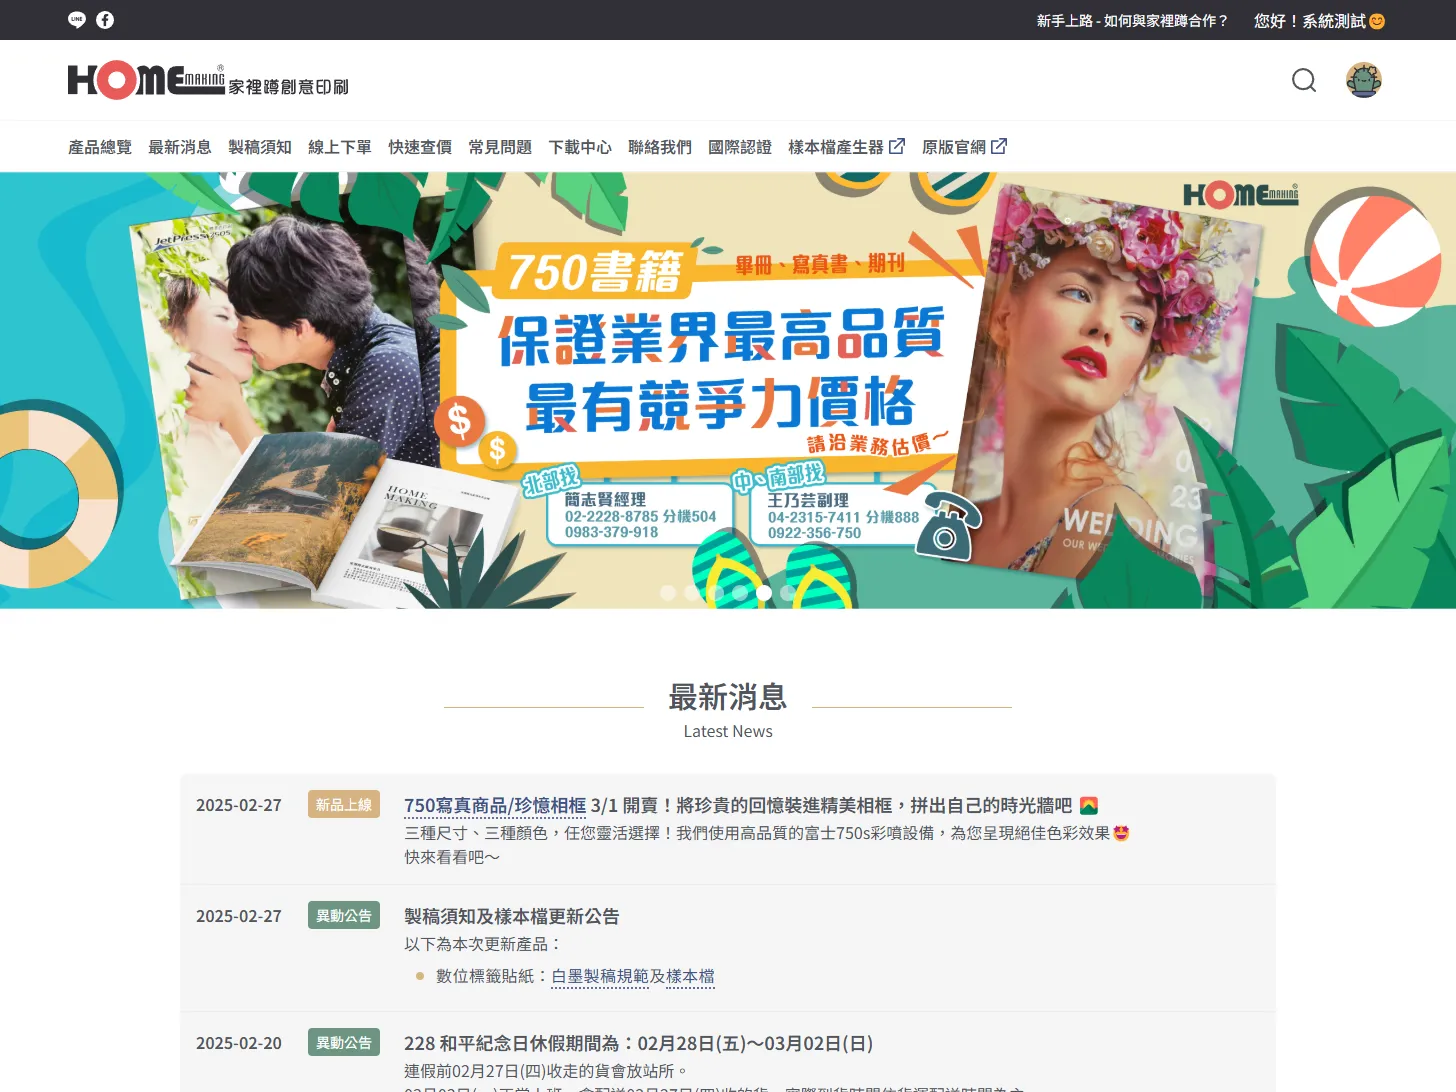 LINE
新手上路 - 如何與家裡蹲合作？
您好！系統測試😊
HOME MAKING® 家裡蹲創意印刷
產品總覽
最新消息
製稿須知
線上下單
快速查價
常見問題
下載中心
聯絡我們
國際認證
樣本檔產生器
原版官網
JetPress 750S
HOME MAKING®
750書籍
畢冊、寫真書、期刊
保證業界最高品質
最有競爭力價格
請洽業務估價～
$
$
HOME
MAKING
北部找
簡志賢經理
02-2228-8785 分機504
0983-379-918
中、南部找
王乃芸副理
04-2315-7411 分機888
0922-356-750
23
WEDDING
最新消息
Latest News
2025-02-27
新品上線
750寫真商品/珍憶相框 3/1 開賣！將珍貴的回憶裝進精美相框，拼出自己的時光牆吧 🌄
三種尺寸、三種顏色，任您靈活選擇！我們使用高品質的富士750s彩噴設備，為您呈現絕佳色彩效果🤩
快來看看吧～
2025-02-27
異動公告
製稿須知及樣本檔更新公告
以下為本次更新產品：
數位標籤貼紙：白墨製稿規範及樣本檔
2025-02-20
異動公告
228 和平紀念日休假期間為：02月28日(五)～03月02日(日)
連假前02月27日(四)收走的貨會放站所。